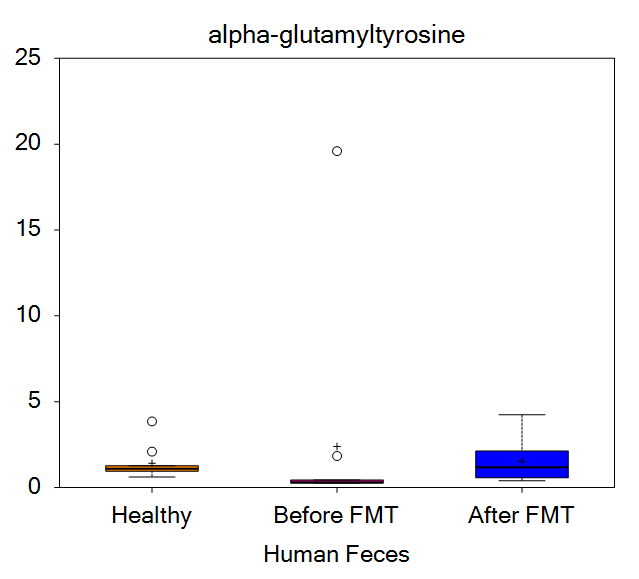 alpha-glutamyltyrosine
25
20
15
10
5
0
Healthy
Before FMT
After FMT
Human Feces